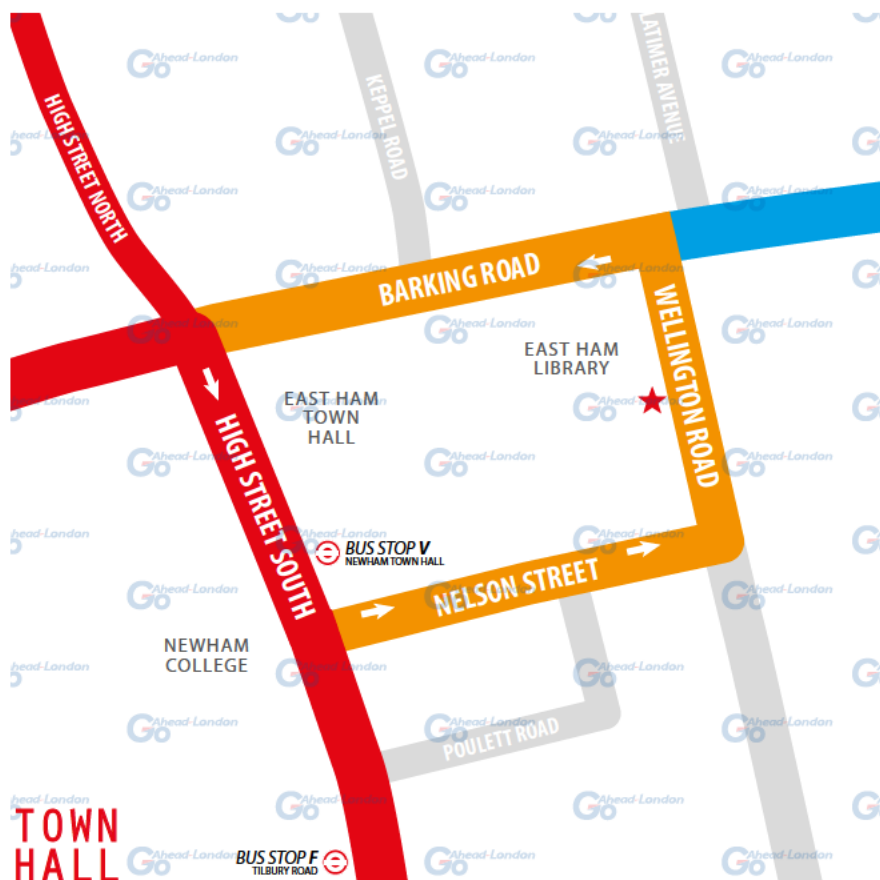 HIGH STREET NORTH
KEPPEL ROAD
LATIMER AVENUE
BARKING ROAD
WELLINGTON ROAD
EAST HAM
LIBRARY
EAST HAM
TOWN
HALL
HIGH STREET SOUTH
BUS STOP V
NEWHAM TOWN HALL
NELSON STREET
NEWHAM
COLLEGE
POULETT ROAD
TOWN
HALL
BUS STOP F
TILBURY ROAD
Go Ahead-London